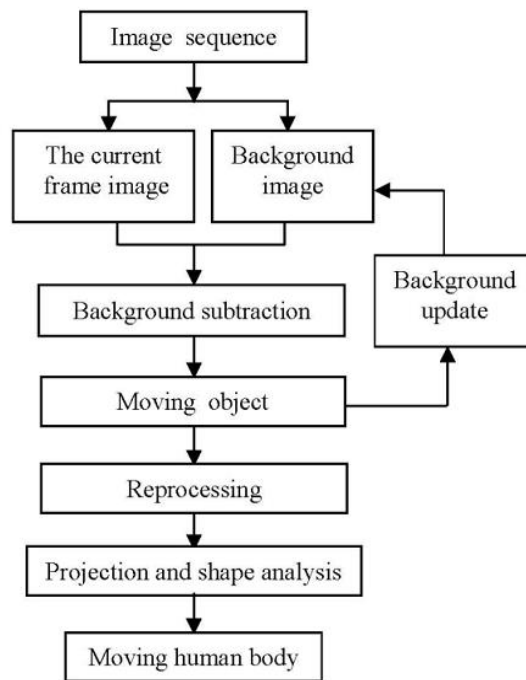 Image sequence
The current
frame image
Background
image
Background subtraction
Background
update
Moving object
Reprocessing
Projection and shape analysis
Moving human body